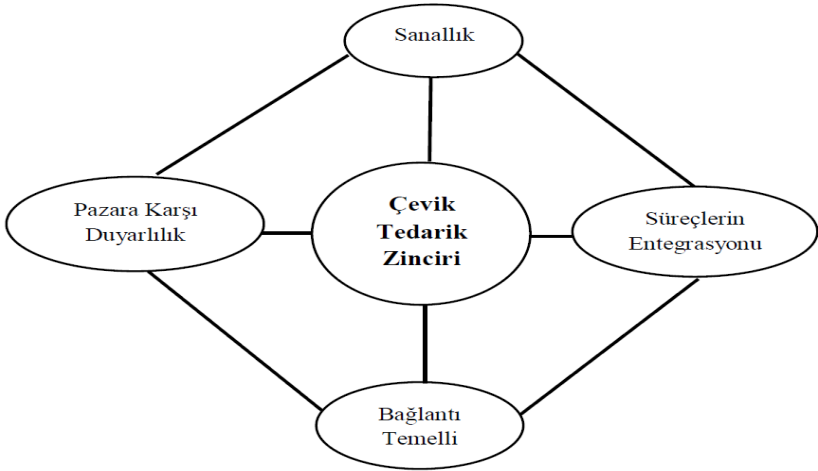 Sanallık
Pazara Karşı
Duyarlılık
Çevik
Tedarik
Zinciri
Süreçlerin
Entegrasyonu
Bağlantı
Temelli